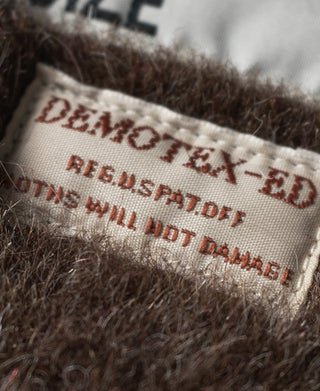 DEMOTEX-ED
REG.U.S.PAT.OFF
OTHS WILL NOT DAMAGE